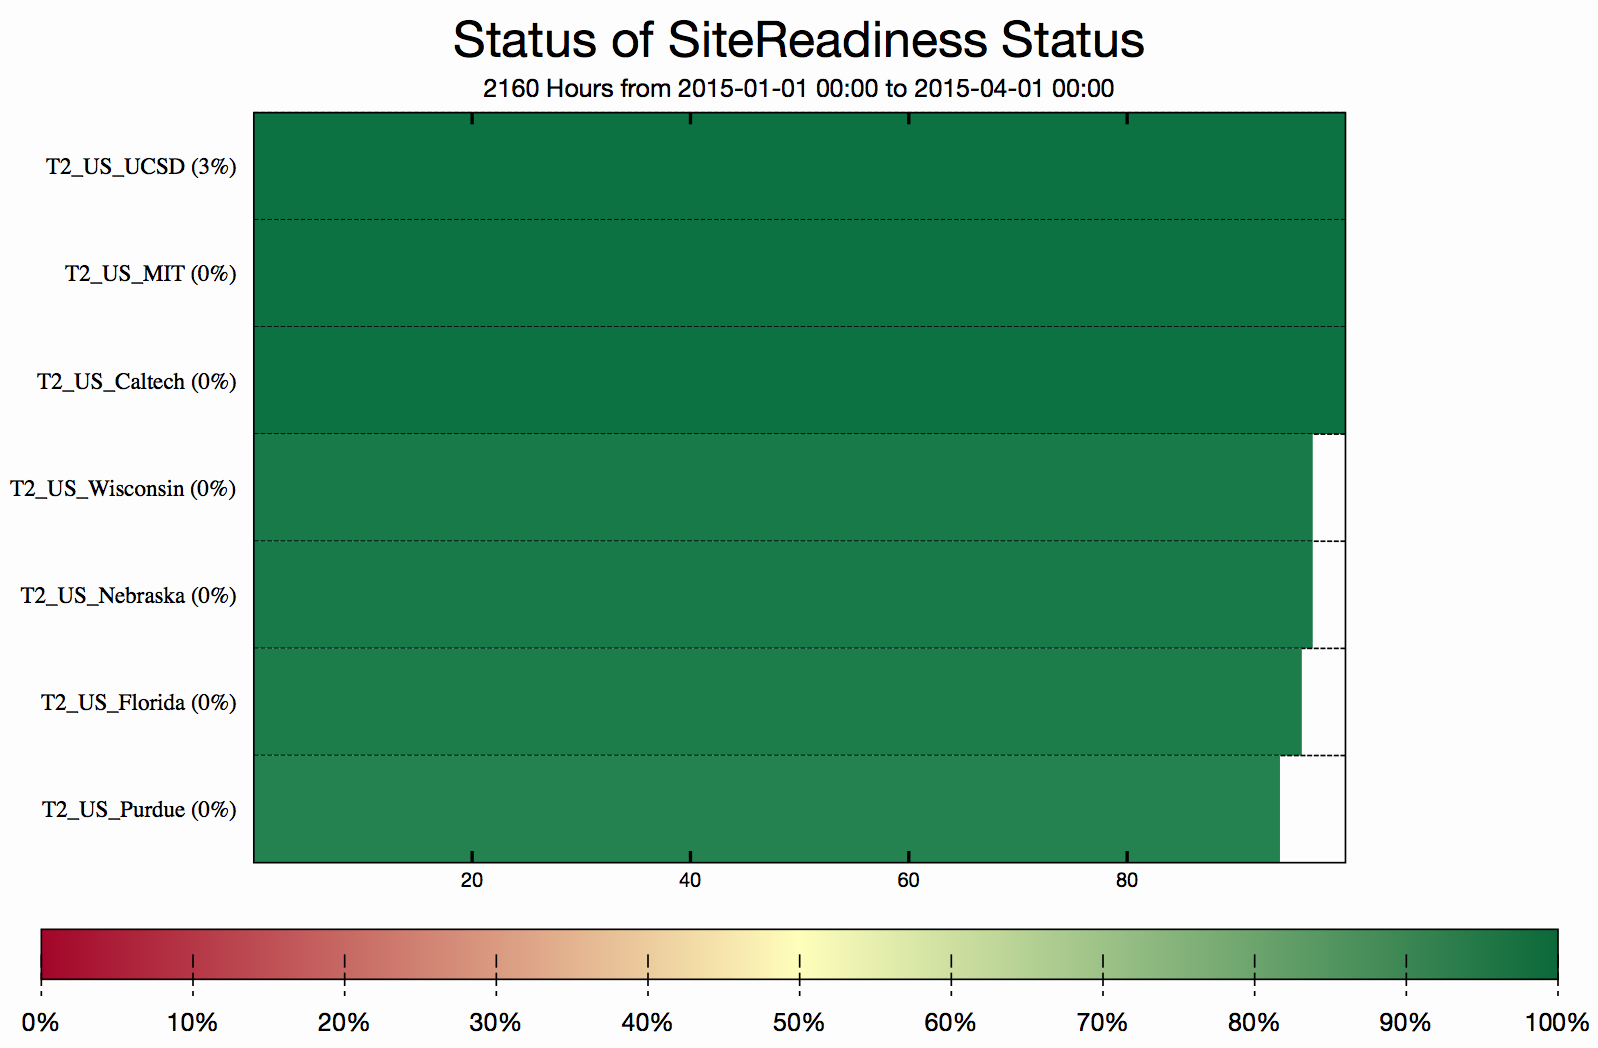 Status of SiteReadiness Status
2160 Hours from 2015-01-01 00:00 to 2015-04-01 00:00
T2_US_UCSD (3%)
T2_US_MIT (0%)
T2_US_Caltech (0%)
T2_US_Wisconsin (0%)
T2_US_Nebraska (0%)
T2_US_Florida (0%)
T2_US_Purdue (0%)
20 40 60 80
0% 10% 20% 30% 40% 50% 60% 70% 80% 90% 100%